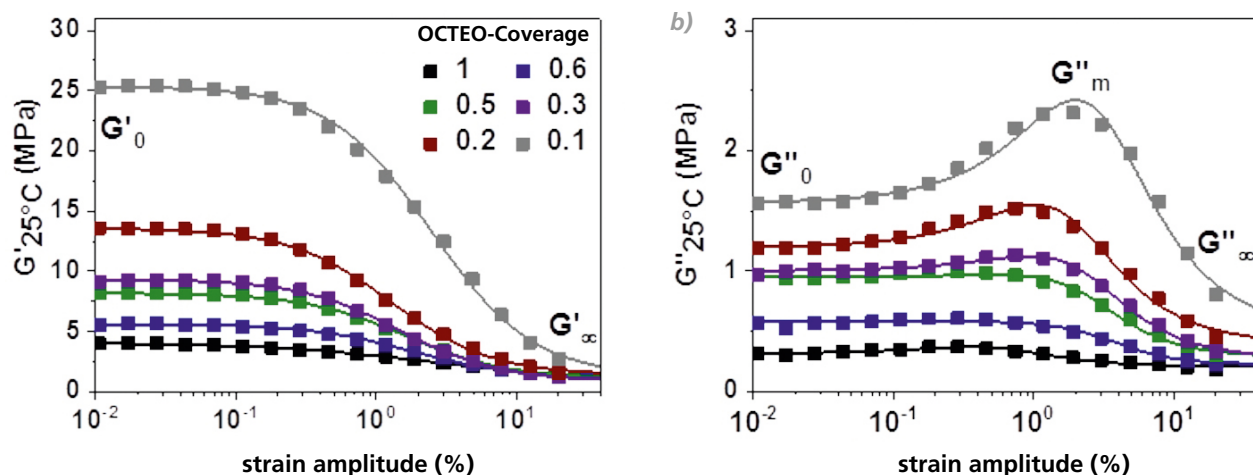 OCTEO-Coverage
1 0.6
0.5 0.3
0.2 0.1
G'₀
G'∞
G'25°C (MPa)
30
25
20
15
10
5
0
10⁻² 10⁻¹ 10⁰ 10¹
strain amplitude (%)
b)
G''m
G''₀
G''∞
G''25°C (MPa)
3
2
1
0
10⁻² 10⁻¹ 10⁰ 10¹
strain amplitude (%)